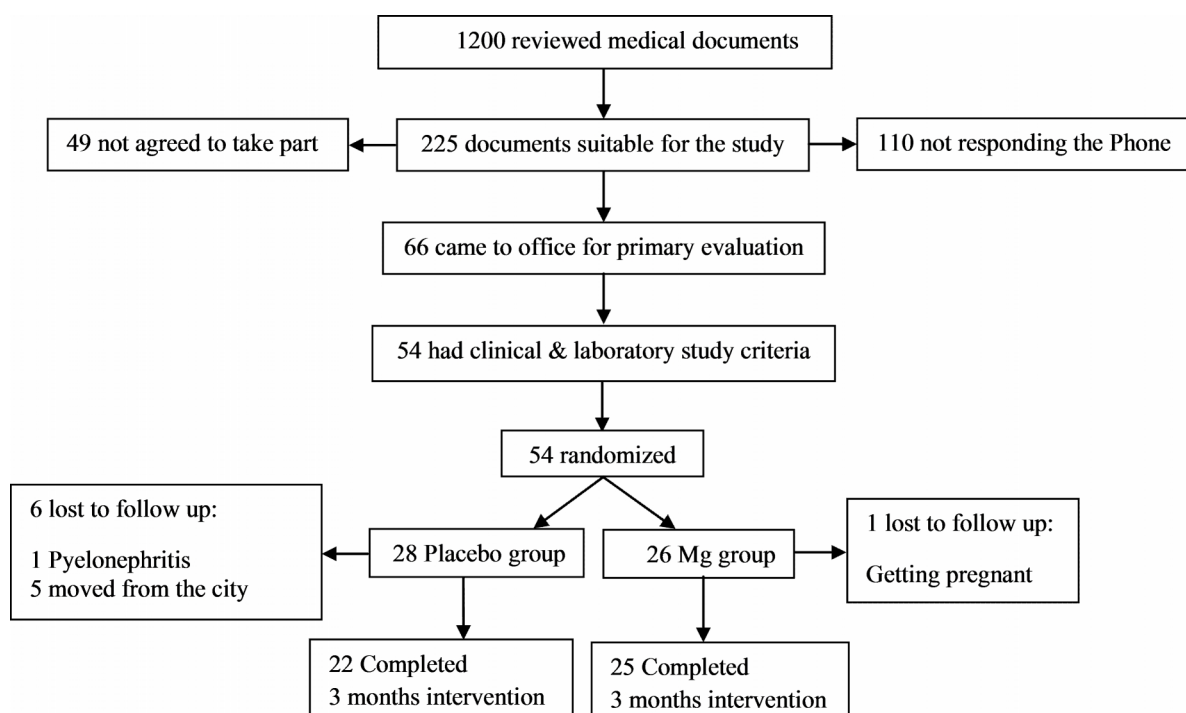 1200 reviewed medical documents
49 not agreed to take part
225 documents suitable for the study
110 not responding the Phone
66 came to office for primary evaluation
54 had clinical & laboratory study criteria
54 randomized
6 lost to follow up:
1 Pyelonephritis
5 moved from the city
28 Placebo group
26 Mg group
1 lost to follow up:
Getting pregnant
22 Completed
3 months intervention
25 Completed
3 months intervention